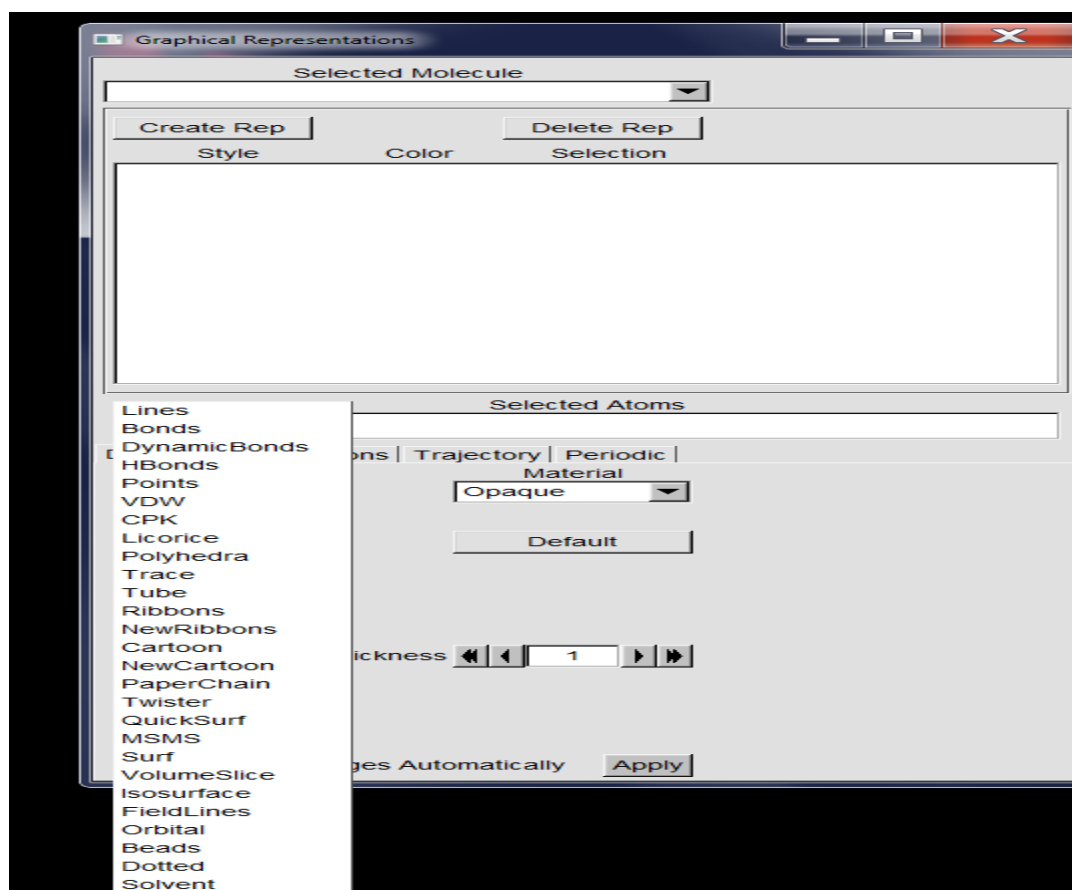 Graphical Representations
Selected Molecule
Create Rep
Delete Rep
Style Color Selection
Selected Atoms
D
ons Trajectory Periodic
Material
Opaque
Default
ickness 1
ges Automatically Apply
Lines
Bonds
DynamicBonds
HBonds
Points
VDW
CPK
Licorice
Polyhedra
Trace
Tube
Ribbons
NewRibbons
Cartoon
NewCartoon
PaperChain
Twister
QuickSurf
MSMS
Surf
VolumeSlice
Isosurface
FieldLines
Orbital
Beads
Dotted
Solvent